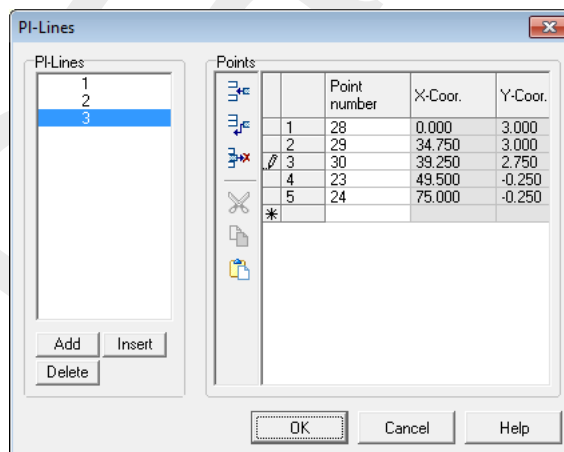 PI-Lines
PI-Lines
1
2
3
Add Insert
Delete
Points
Point number X-Coor. Y-Coor.
1 28 0.000 3.000
2 29 34.750 3.000
3 30 39.250 2.750
4 23 49.500 -0.250
5 24 75.000 -0.250
*
OK Cancel Help